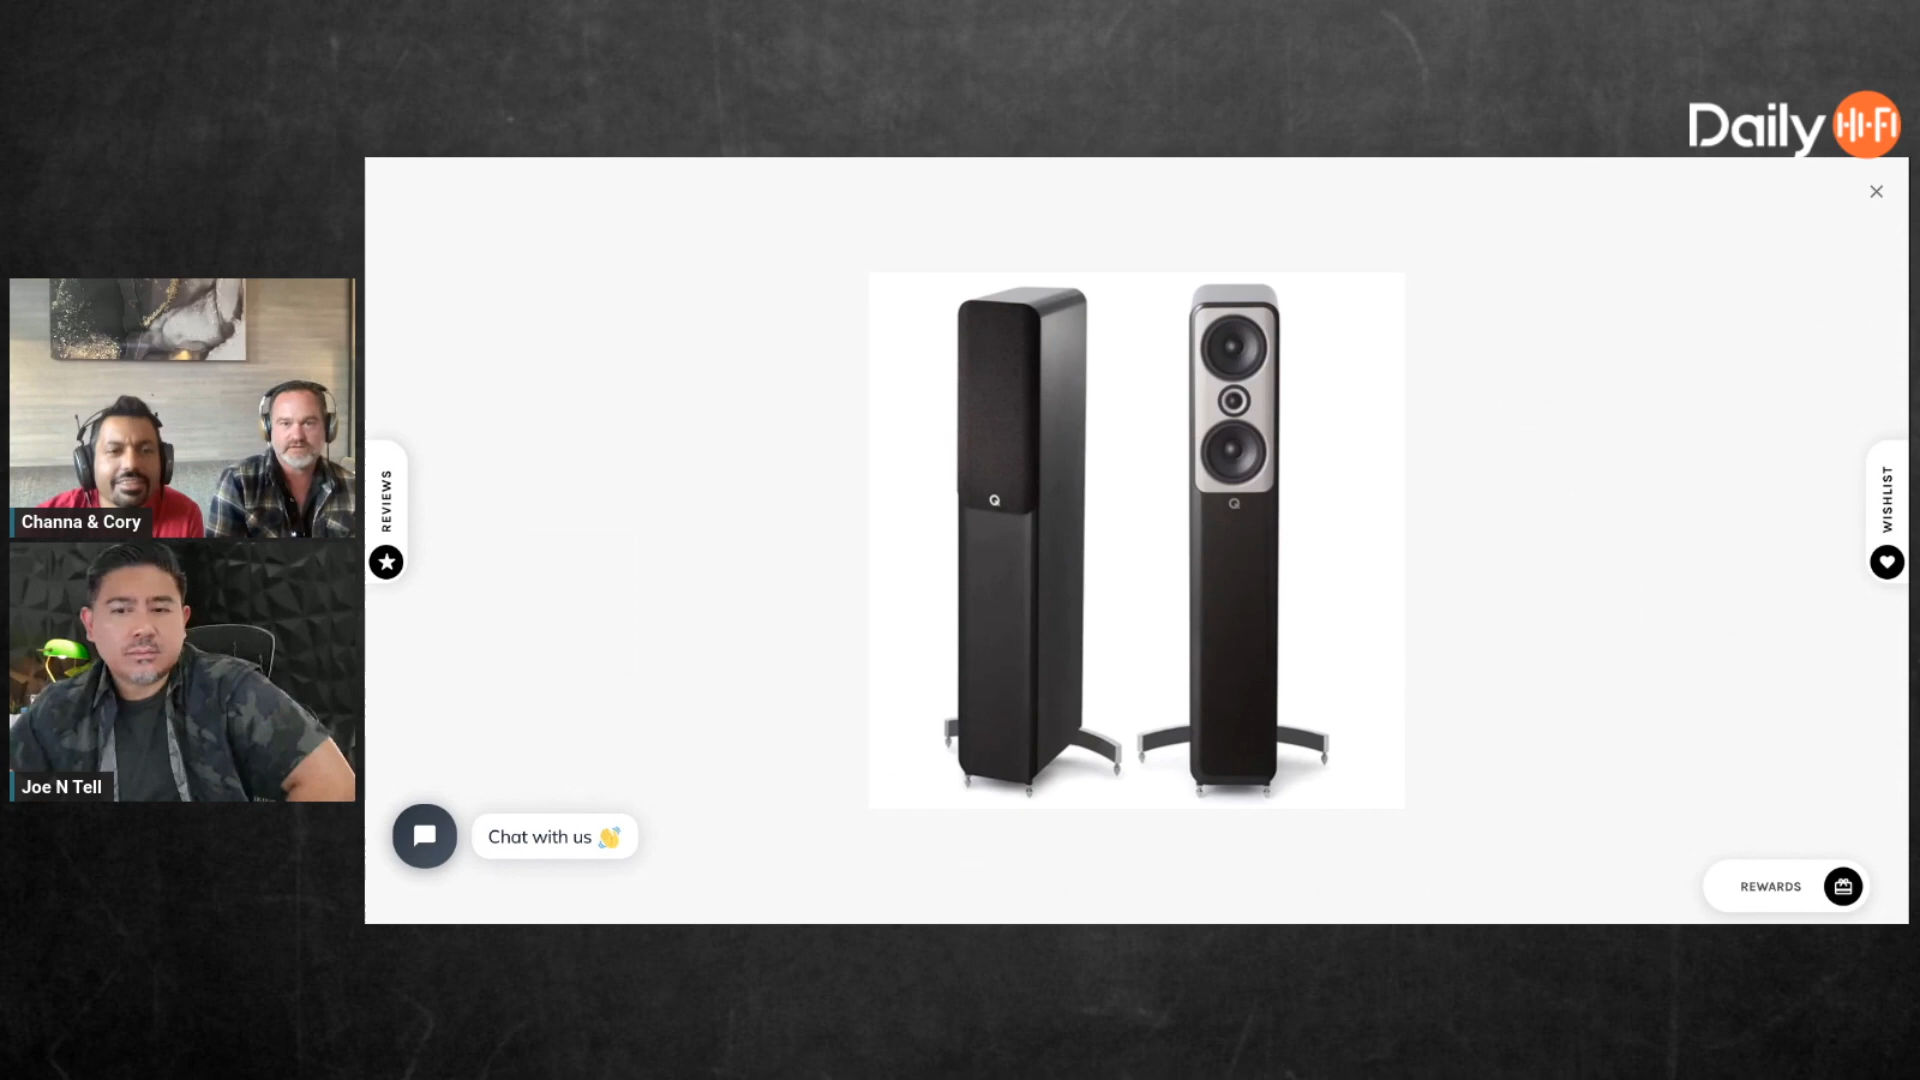 Daily HI-FI
REVIEWS
WISHLIST
Q
Q
Channa & Cory
Joe N Tell
Chat with us 👋
REWARDS